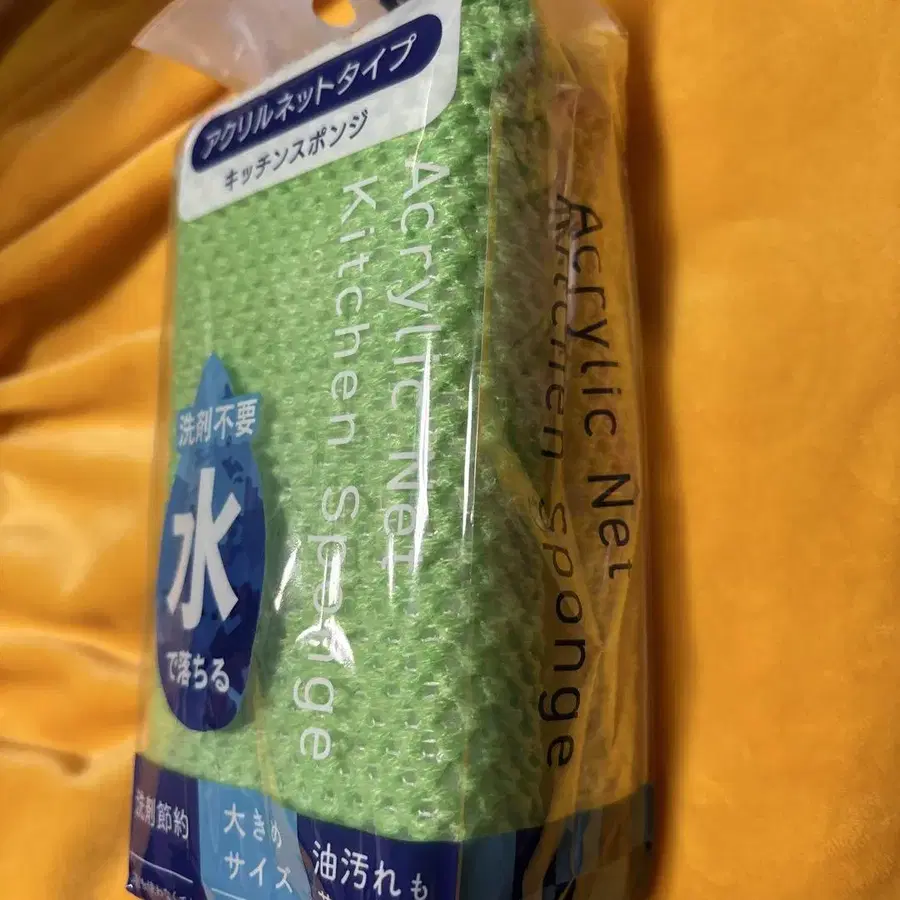 アクリルネットタイプ
キッチンスポンジ
Acrylic Net
Kitchen Sponge
洗剤不要
水
で落ちる
洗剤節約
大きめ
サイズ
油汚れも
Acrylic Net
Kitchen Sponge